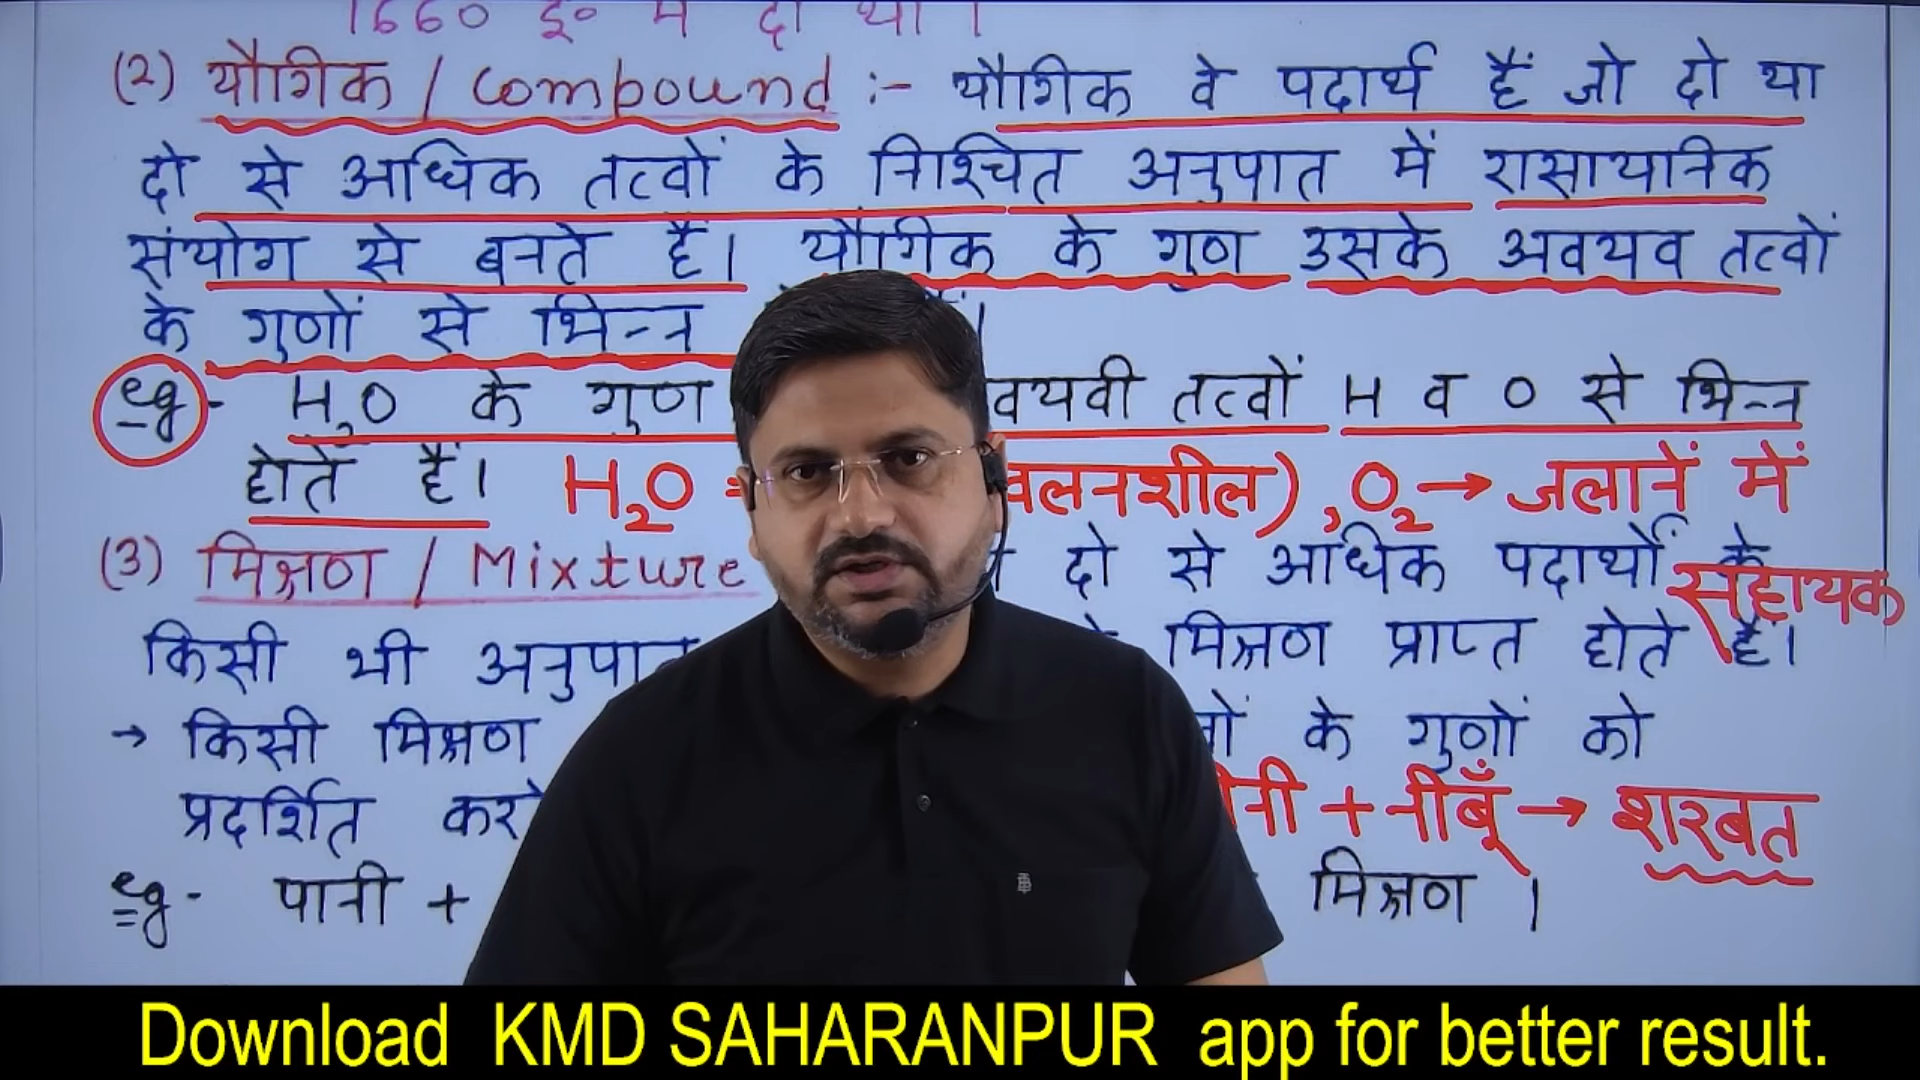 1660 ई० में दी थी।
(2) यौगिक / Compound :- यौगिक वे पदार्थ हैं जो दो या
दो से अधिक तत्वों के निश्चित अनुपात में रासायनिक
संयोग से बनते हैं। यौगिक के गुण उसके अवयव तत्वों
के गुणों से भिन्न
eg - H₂O के गुण वयवी तत्वों H व O से भिन्न
होते हैं। H₂O = वलनशील), O₂ → जलानें में
सहायक
(3) मिश्रण / Mixture दो से अधिक पदार्थों के
किसी भी अनुपात मिश्रण प्राप्त होते हैं।
→ किसी मिश्रण के गुणों को
प्रदर्शित करते नी + नीबूँ → शरबत
eg - पानी + मिश्रण।
Download KMD SAHARANPUR app for better result.